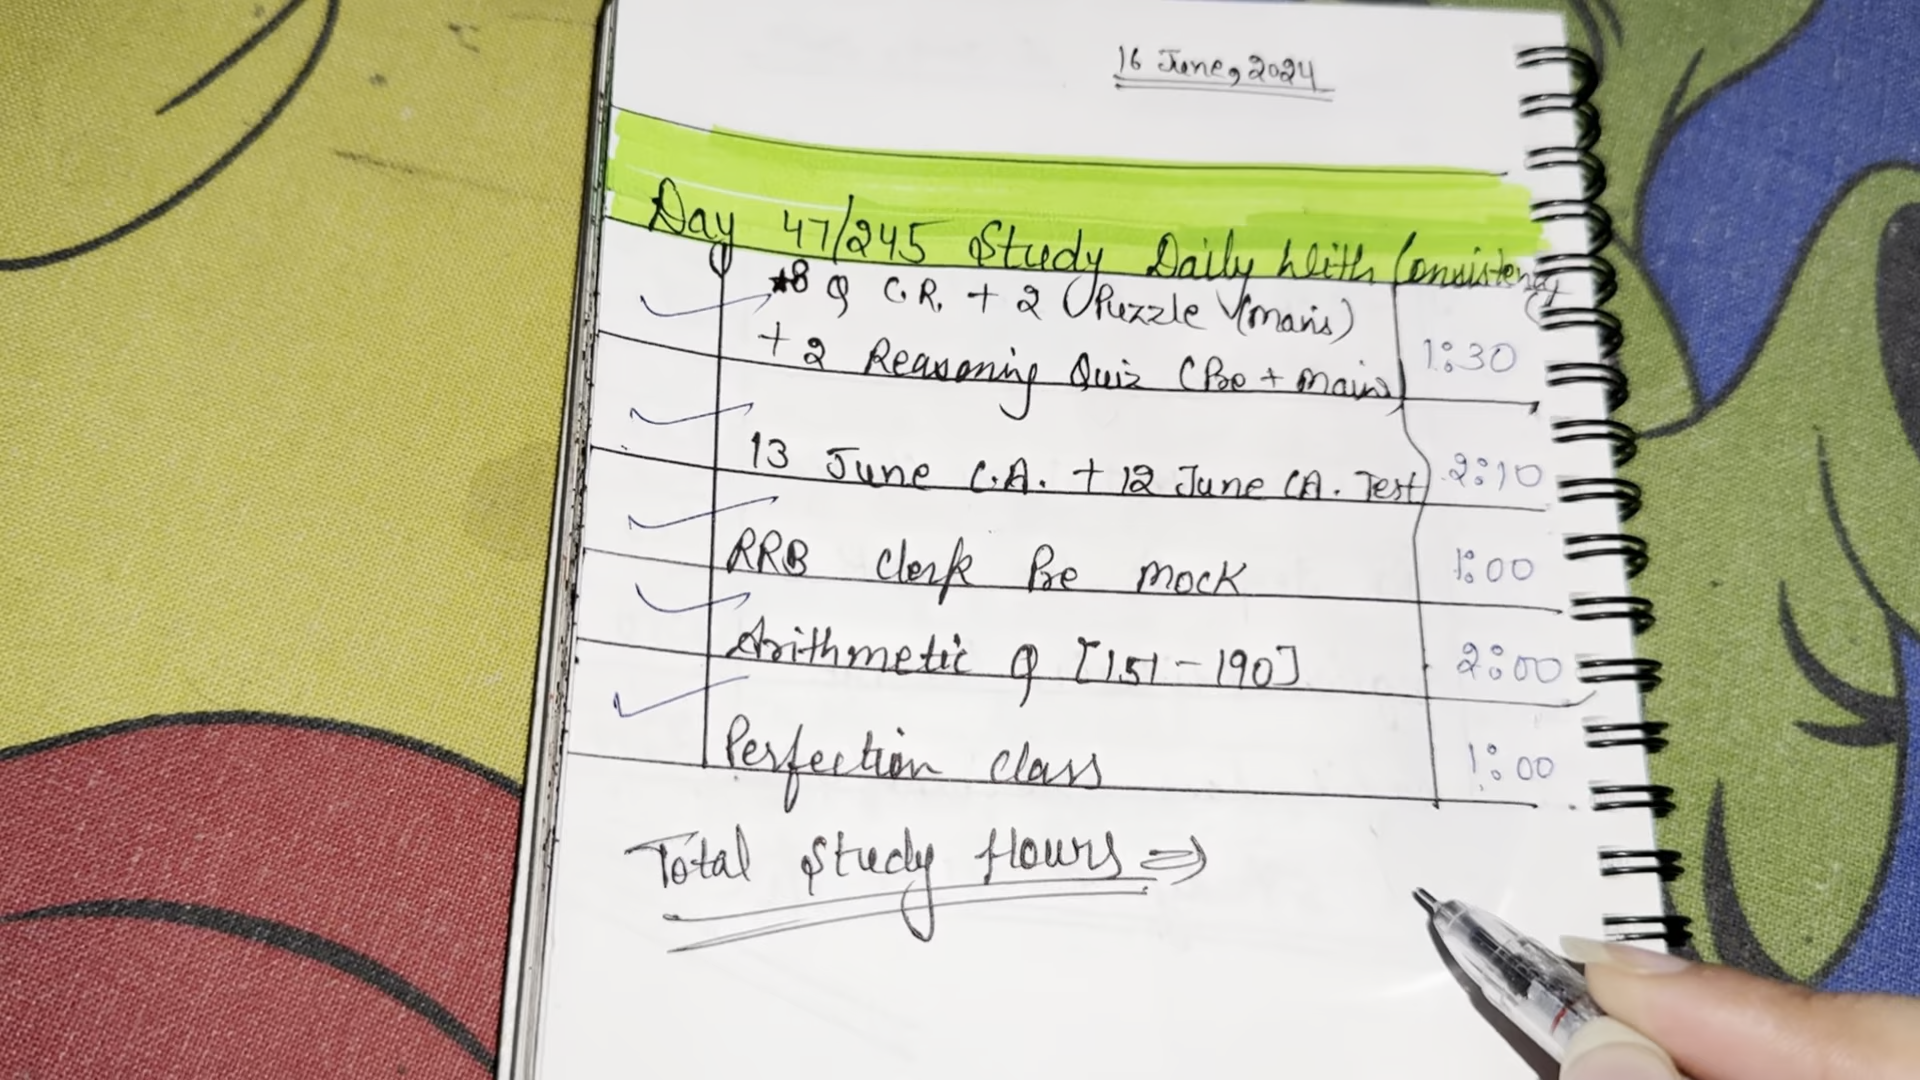 16 June, 2024
Day 47/245 Study Daily With Consistency
*8 Q C.R. + 2 Puzzle (mains)
+ 2 Reasoning Quiz (Pre + mains)
1:30
13 June C.A. + 12 June CA. Test
2:10
RRB Clerk Pre mock
1:00
Arithmetic Q [151-190]
2:00
Perfection class
1:00
Total Study Hours ⇒